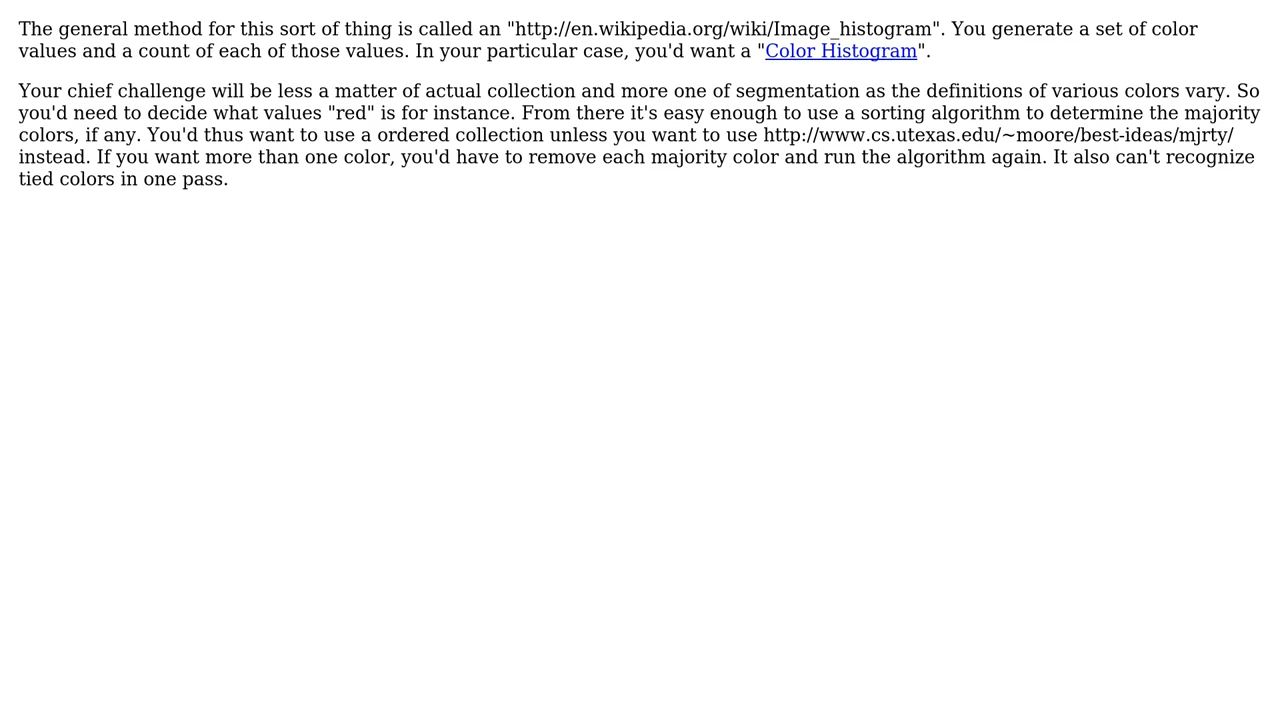 The general method for this sort of thing is called an "http://en.wikipedia.org/wiki/Image_histogram". You generate a set of color
values and a count of each of those values. In your particular case, you'd want a "Color Histogram".
Your chief challenge will be less a matter of actual collection and more one of segmentation as the definitions of various colors vary. So
you'd need to decide what values "red" is for instance. From there it's easy enough to use a sorting algorithm to determine the majority
colors, if any. You'd thus want to use a ordered collection unless you want to use http://www.cs.utexas.edu/~moore/best-ideas/mjrty/
instead. If you want more than one color, you'd have to remove each majority color and run the algorithm again. It also can't recognize
tied colors in one pass.